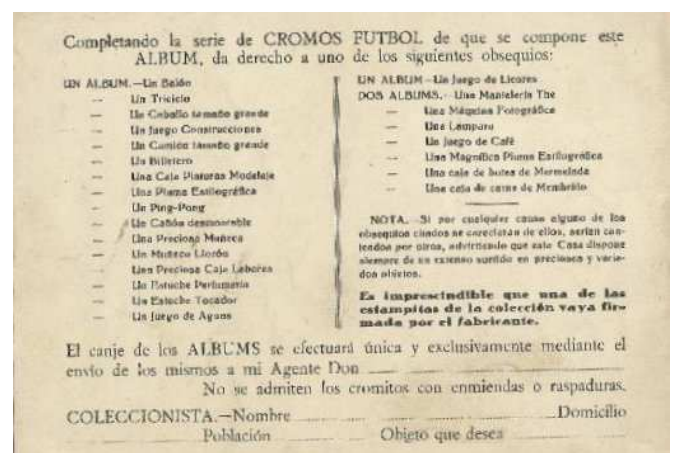 Completando la serie de CROMOS FUTBOL de que se compone este
ALBUM, da derecho a uno de los siguientes obsequios:
UN ALBUM.—Un Balón
— Un Triciclo
— Un Caballo tamaño grande
— Un Juego Construcciones
— Un Camión tamaño grande
— Un Billetero
— Una Caja Pinturas Modelaje
— Una Pluma Estilográfica
— Un Ping-Pong
— Un Cañón desmontable
— Una Preciosa Muñeca
— Un Muñeco Llorón
— Una Preciosa Caja Labores
— Un Estuche Perfumería
— Un Estuche Tocador
— Un Juego de Aguas
UN ALBUM—Un Juego de Licores
DOS ALBUMS.—Una Mantelería The
— Una Máquina Fotográfica
— Una Lámpara
— Un Juego de Café
— Una Magnífica Pluma Estilográfica
— Una caja de botes de Mermelada
— Una caja de carne de Membrillo
NOTA.—Si por cualquier causa alguno de los
obsequios citados se careciaran de ellos, serían
por otros, advirtiendo que esta Casa dispone
siempre de un extenso surtido en preciosos y varia-
dos objetos.
Es imprescindible que una de las
estampitas de la colección vaya fir-
mada por el fabricante.
El canje de los ALBUMS se efectuará única y exclusivamente mediante el
envío de los mismos a mi Agente Don
No se admiten los cromitos con enmiendas o raspaduras.
COLECCIONISTA.—Nombre Domicilio
Población Objeto que desea